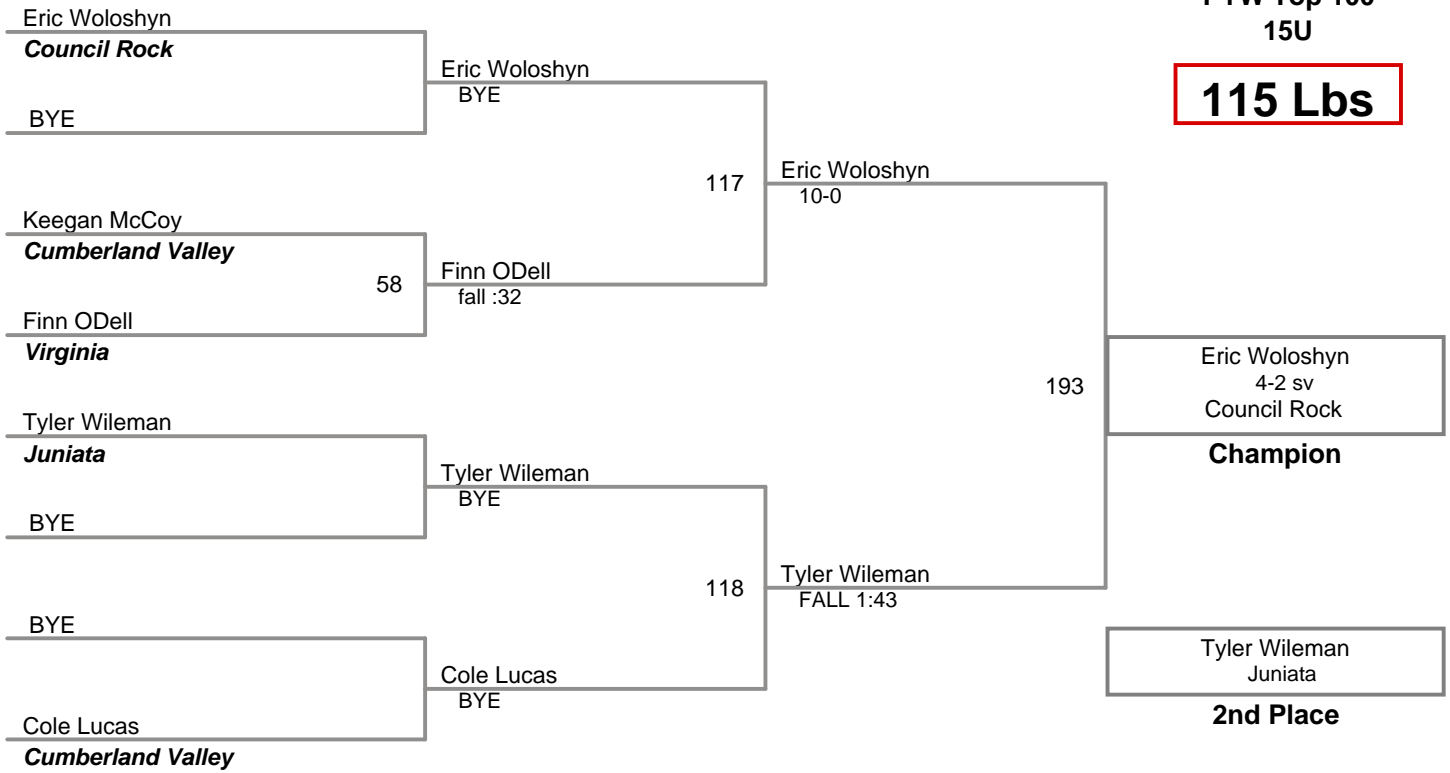 15U
115 Lbs
Eric Woloshyn
Council Rock
BYE
Keegan McCoy
Cumberland Valley
58
Finn ODell
Virginia
Tyler Wileman
Juniata
BYE
BYE
Cole Lucas
Cumberland Valley
Eric Woloshyn
BYE
117
Finn ODell
fall :32
Tyler Wileman
BYE
118
Cole Lucas
BYE
Eric Woloshyn
10-0
193
Tyler Wileman
FALL 1:43
Eric Woloshyn
4-2 sv
Council Rock
Champion
Tyler Wileman
Juniata
2nd Place